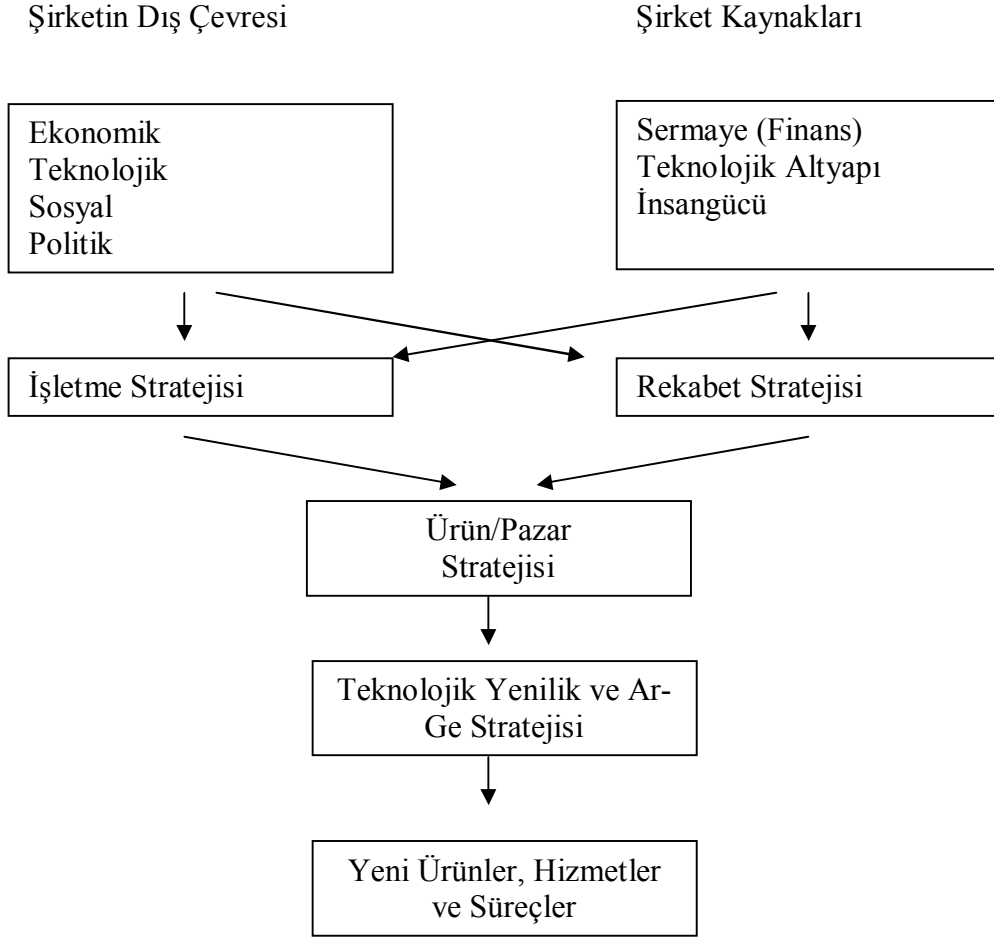 Şirketin Dış Çevresi
Şirket Kaynakları
Ekonomik
Teknolojik
Sosyal
Politik
Sermaye (Finans)
Teknolojik Altyapı
İnsangücü
İşletme Stratejisi
Rekabet Stratejisi
Ürün/Pazar
Stratejisi
Teknolojik Yenilik ve Ar-
Ge Stratejisi
Yeni Ürünler, Hizmetler
ve Süreçler